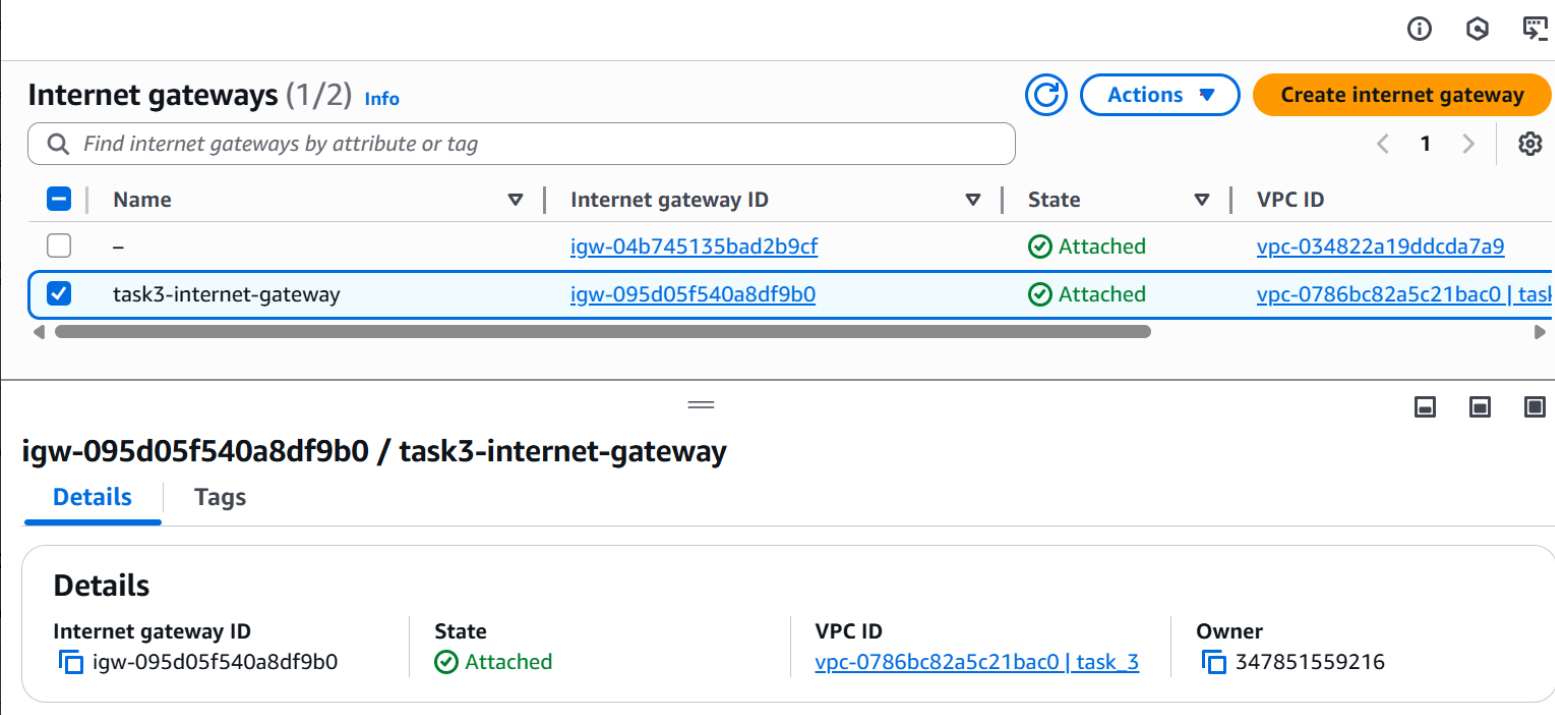 Internet gateways (1/2) Info
Actions
Create internet gateway
Find internet gateways by attribute or tag
1
Name Internet gateway ID State VPC ID
– igw-04b745135bad2b9cf Attached vpc-034822a19ddcda7a9
task3-internet-gateway igw-095d05f540a8df9b0 Attached vpc-0786bc82a5c21bac0 | task
igw-095d05f540a8df9b0 / task3-internet-gateway
Details Tags
Details
Internet gateway ID State VPC ID Owner
igw-095d05f540a8df9b0 Attached vpc-0786bc82a5c21bac0 | task_3 347851559216